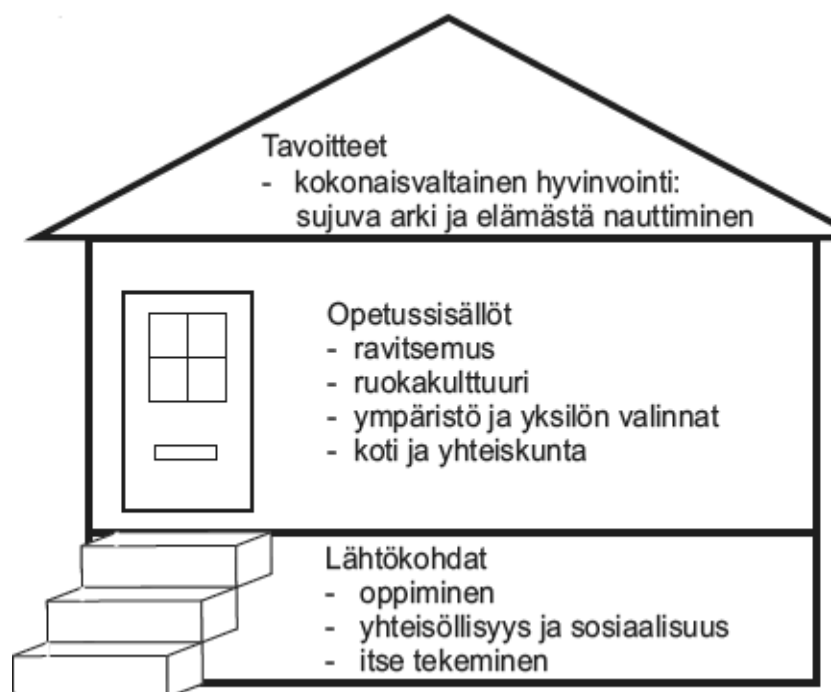 Tavoitteet
- kokonaisvaltainen hyvinvointi:
sujuva arki ja elämästä nauttiminen
Opetussisällöt
- ravitsemus
- ruokakulttuuri
- ympäristö ja yksilön valinnat
- koti ja yhteiskunta
Lähtökohdat
- oppiminen
- yhteisöllisyys ja sosiaalisuus
- itse tekeminen